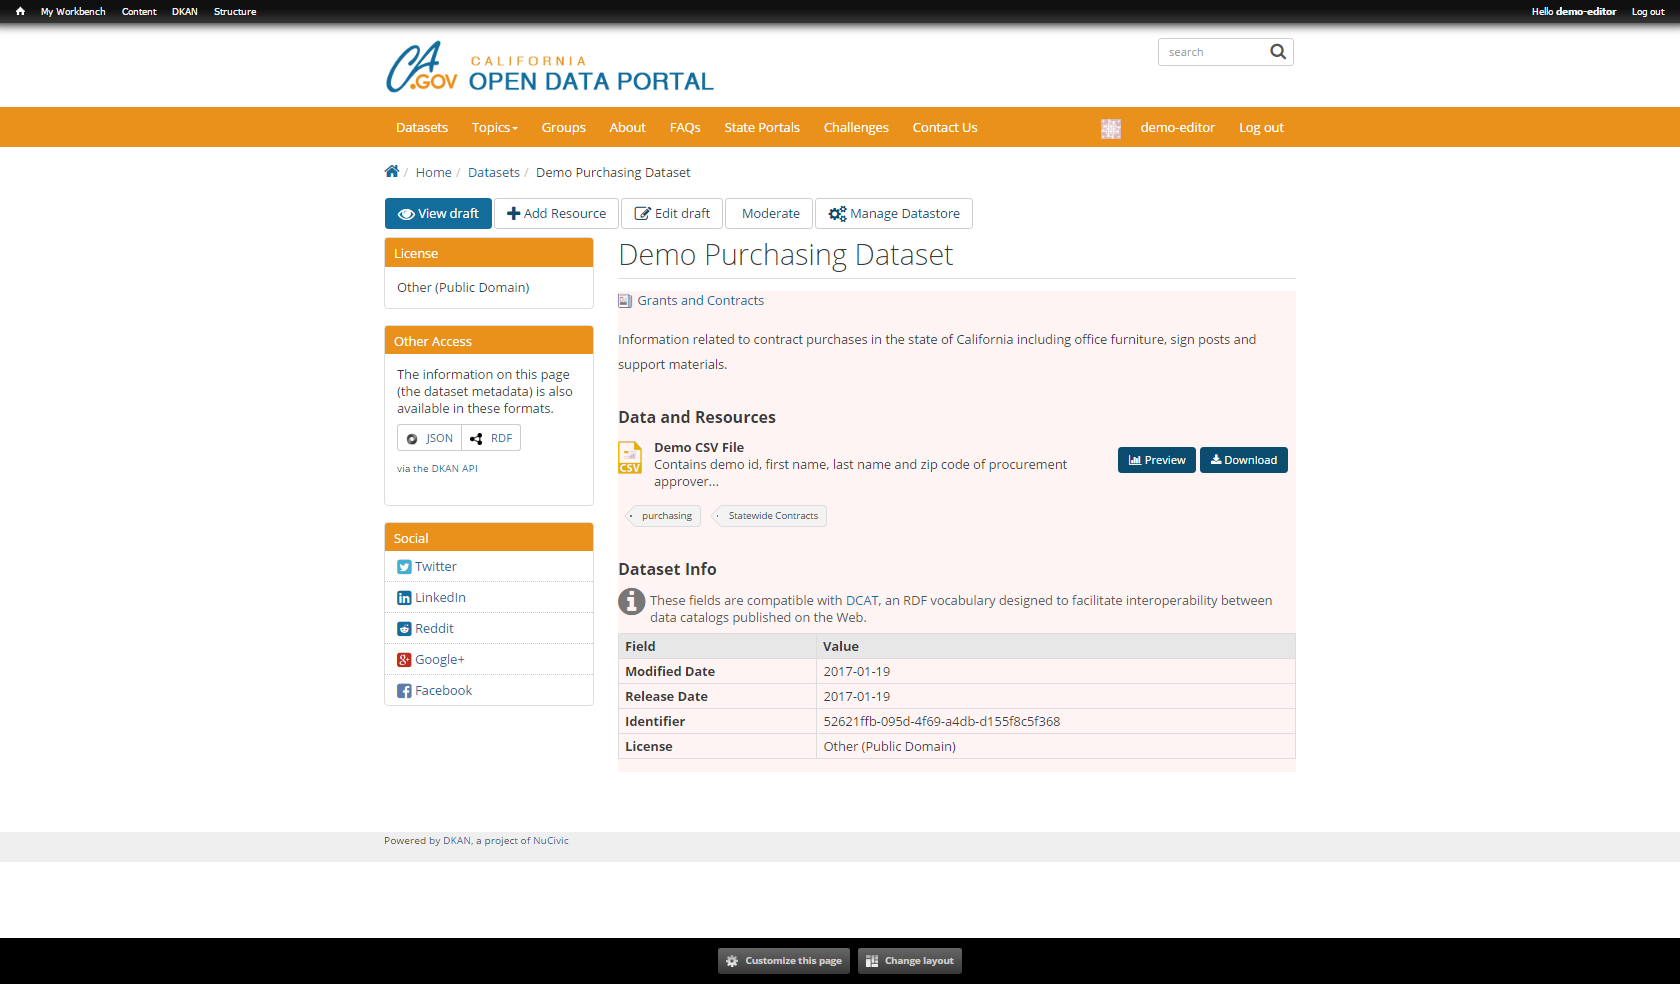 My Workbench Content DKAN Structure Hello demo-editor Log out
CA.GOV CALIFORNIA
OPEN DATA PORTAL
search
Datasets Topics Groups About FAQs State Portals Challenges Contact Us demo-editor Log out
/ Home / Datasets / Demo Purchasing Dataset
View draft Add Resource Edit draft Moderate Manage Datastore
License
Other (Public Domain)
Other Access
The information on this page
(the dataset metadata) is also
available in these formats.
JSON RDF
via the DKAN API
Social
Twitter
LinkedIn
Reddit
Google+
Facebook
Demo Purchasing Dataset
Grants and Contracts
Information related to contract purchases in the state of California including office furniture, sign posts and
support materials.
Data and Resources
CSV
Demo CSV File
Contains demo id, first name, last name and zip code of procurement
approver...
Preview Download
purchasing Statewide Contracts
Dataset Info
These fields are compatible with DCAT, an RDF vocabulary designed to facilitate interoperability between
data catalogs published on the Web.
Field Value
Modified Date 2017-01-19
Release Date 2017-01-19
Identifier 52621ffb-095d-4f69-a4db-d155f8c5f368
License Other (Public Domain)
Powered by DKAN, a project of NuCivic
Customize this page Change layout